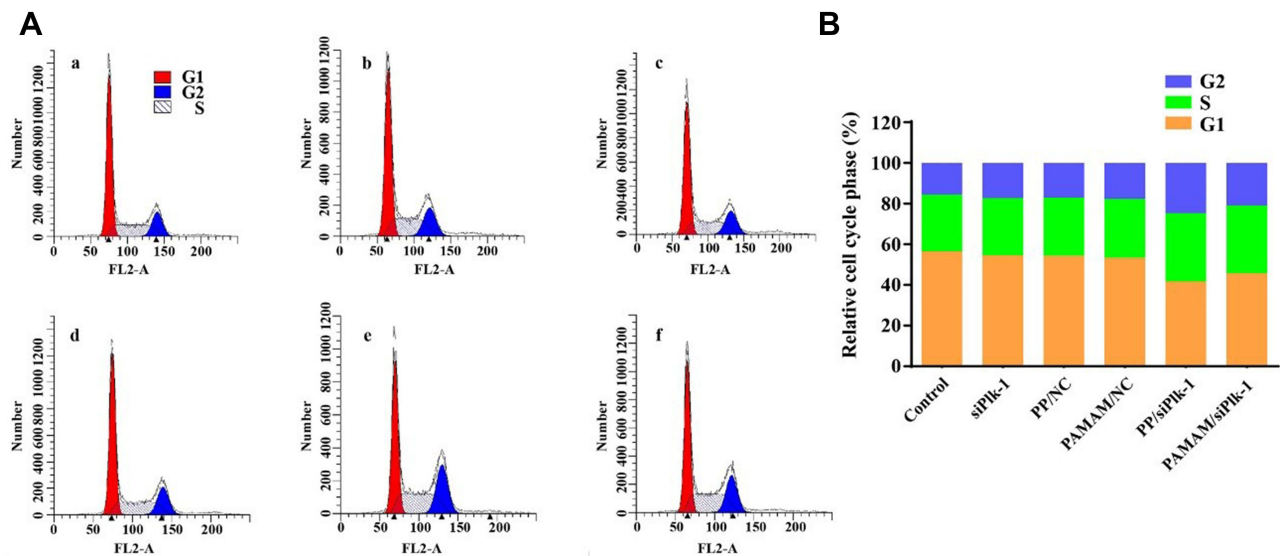 A
B
a
G1
G2
S
Number
0 200 400 600 800 1000 1200
0 50 100 150 200
FL2-A
b
Number
0 200 400 600 800 1000 1200
0 50 100 150 200
FL2-A
c
Number
0 200 400 600 800 1000 1200
0 50 100 150 200
FL2-A
d
Number
0 200 400 600 800 1000 1200
0 50 100 150 200
FL2-A
e
Number
0 200 400 600 800 1000 1200
0 50 100 150 200
FL2-A
f
Number
0 200 400 600 800 1000 1200
0 50 100 150 200
FL2-A
G2
S
G1
Relative cell cycle phase (%)
120
100
80
60
40
20
0
Control
siPlk-1
PP/NC
PAMAM/NC
PP/siPlk-1
PAMAM/siPlk-1